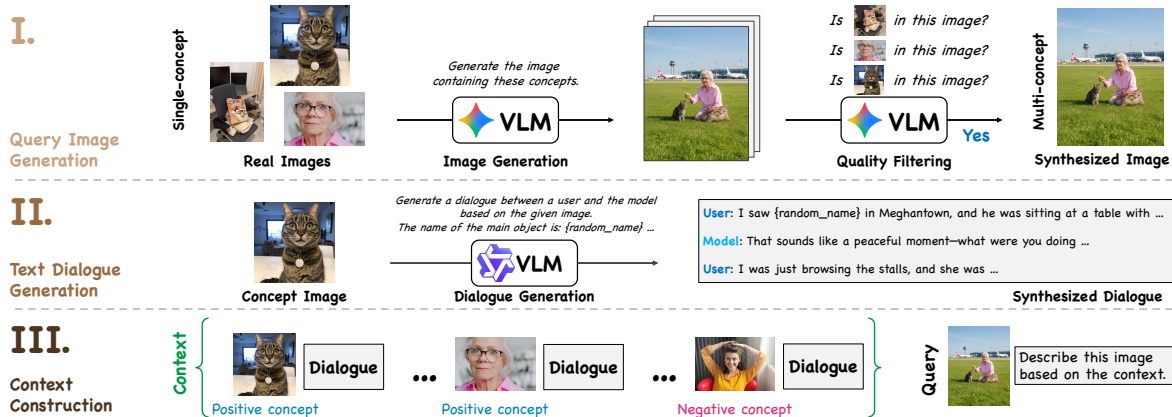 I.
Query Image
Generation
Single-concept
Real Images
Generate the image
containing these concepts.
VLM
Image Generation
Is in this image?
Is in this image?
Is in this image?
VLM
Quality Filtering
Yes
Multi-concept
Synthesized Image
II.
Text Dialogue
Generation
Concept Image
Generate a dialogue between a user and the model
based on the given image.
The name of the main object is: {random_name} ...
VLM
Dialogue Generation
User: I saw {random_name} in Meghantown, and he was sitting at a table with ...
Model: That sounds like a peaceful moment—what were you doing ...
User: I was just browsing the stalls, and she was ...
Synthesized Dialogue
III.
Context
Construction
Context
Dialogue
Positive concept
...
Dialogue
Positive concept
...
Dialogue
Negative concept
Query
Describe this image
based on the context.